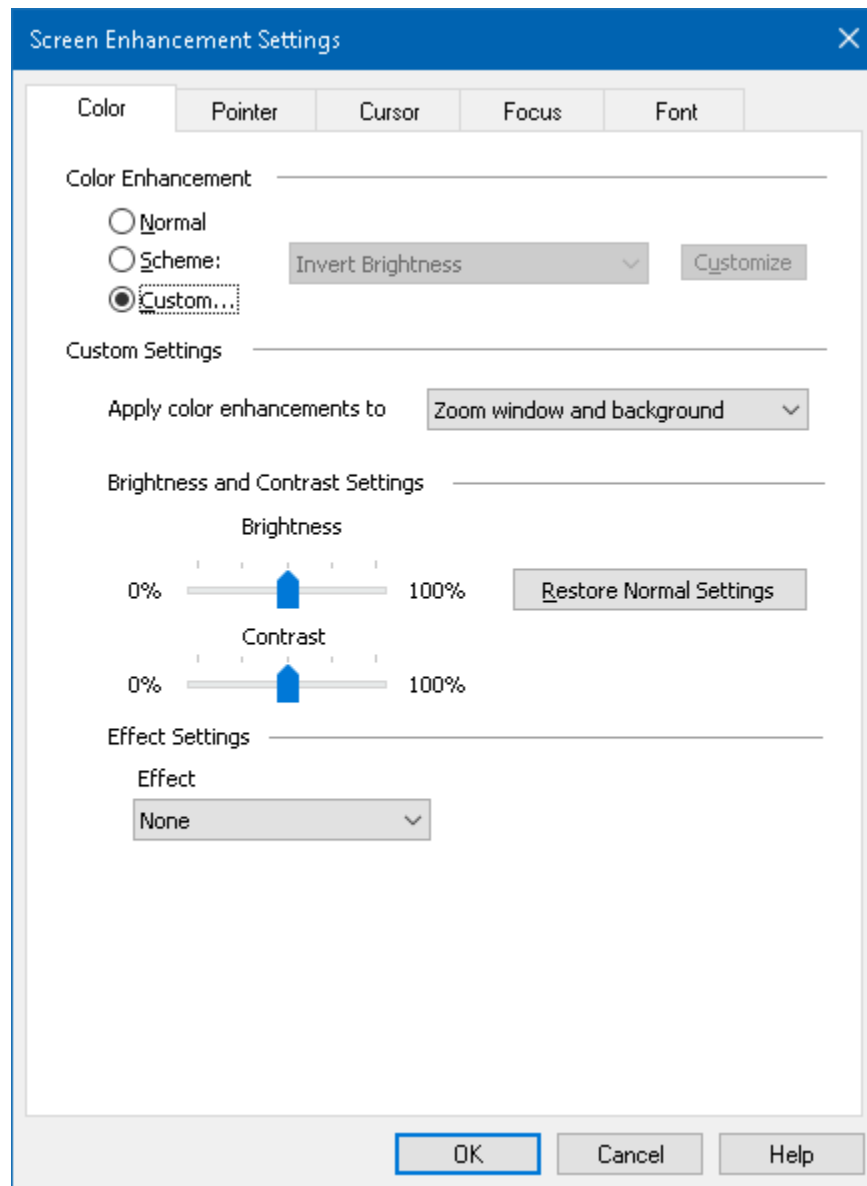 Screen Enhancement Settings
Color Pointer Cursor Focus Font
Color Enhancement
Normal
Scheme: Invert Brightness Customize
Custom...
Custom Settings
Apply color enhancements to Zoom window and background
Brightness and Contrast Settings
Brightness
0% 100% Restore Normal Settings
Contrast
0% 100%
Effect Settings
Effect
None
OK Cancel Help